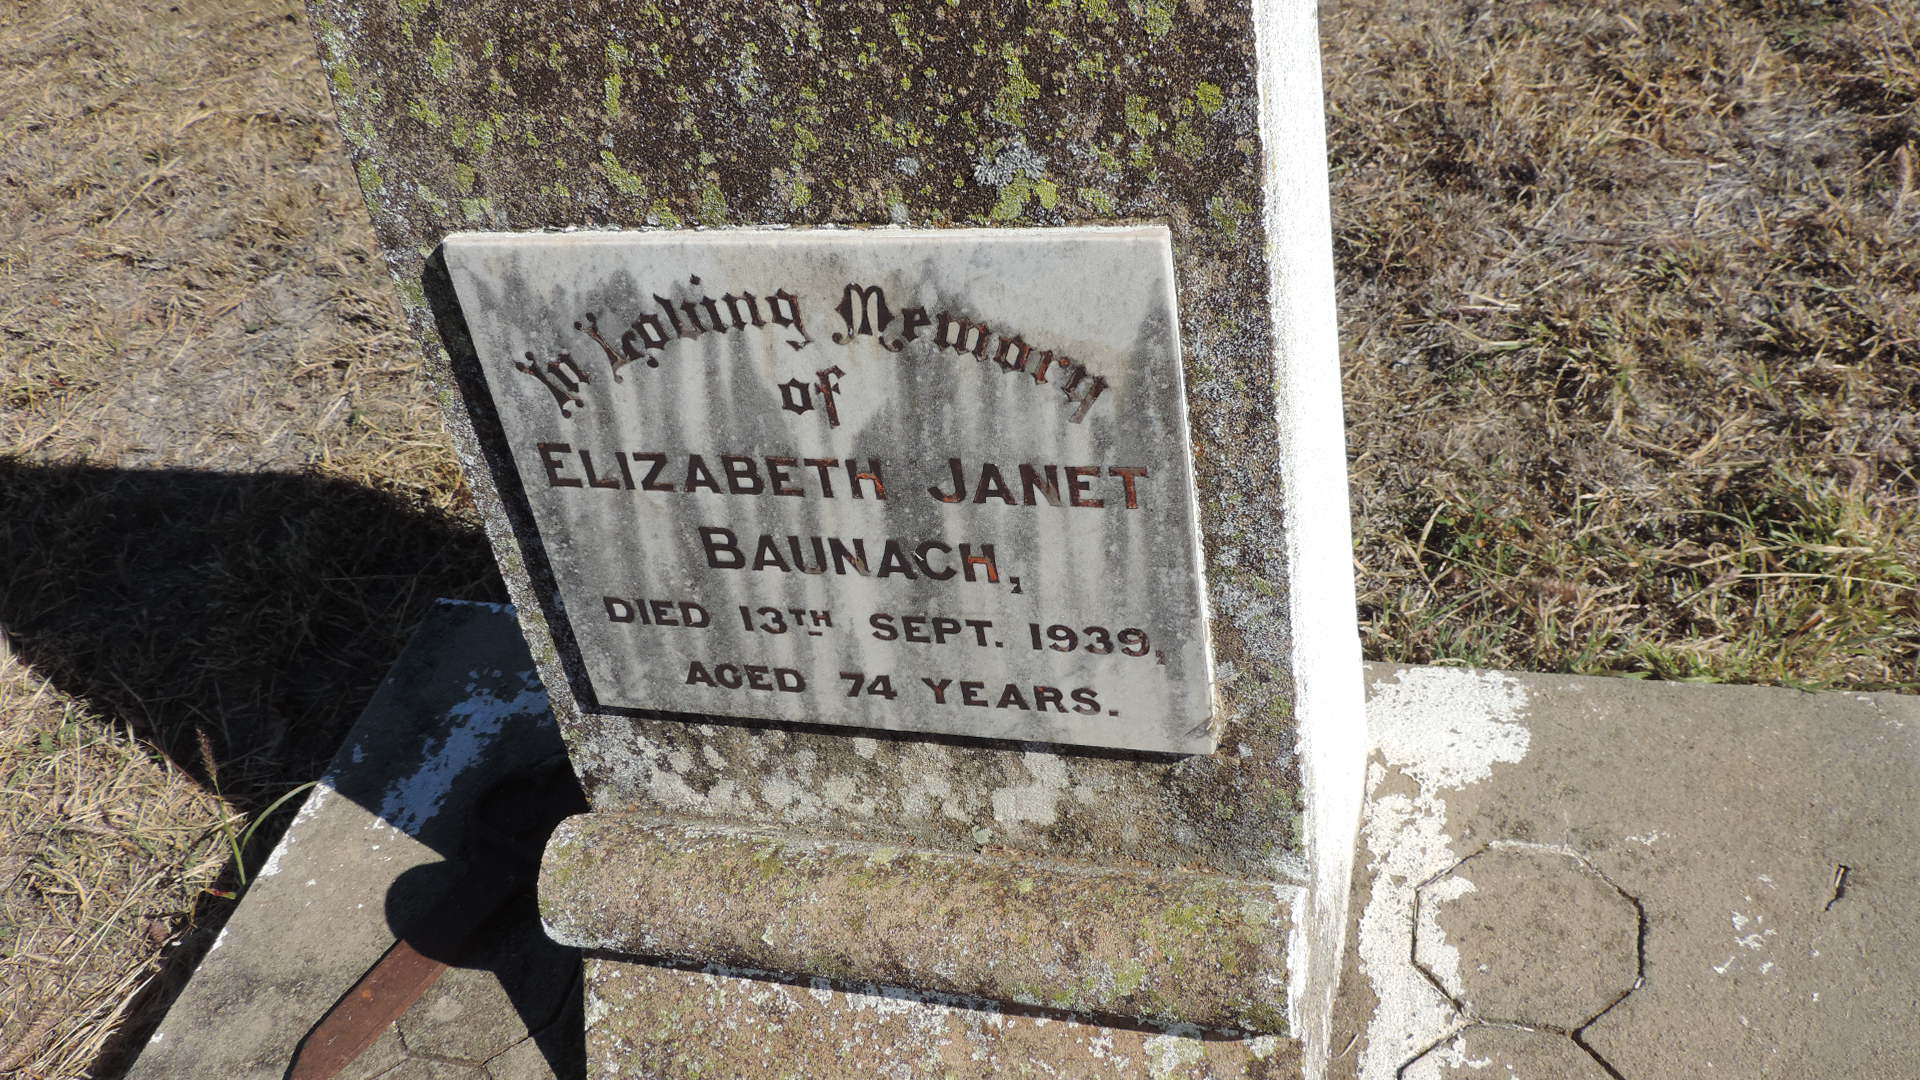 In Loving Memory
of
ELIZABETH JANET
BAUNACH,
DIED 13TH SEPT. 1939,
AGED 74 YEARS.